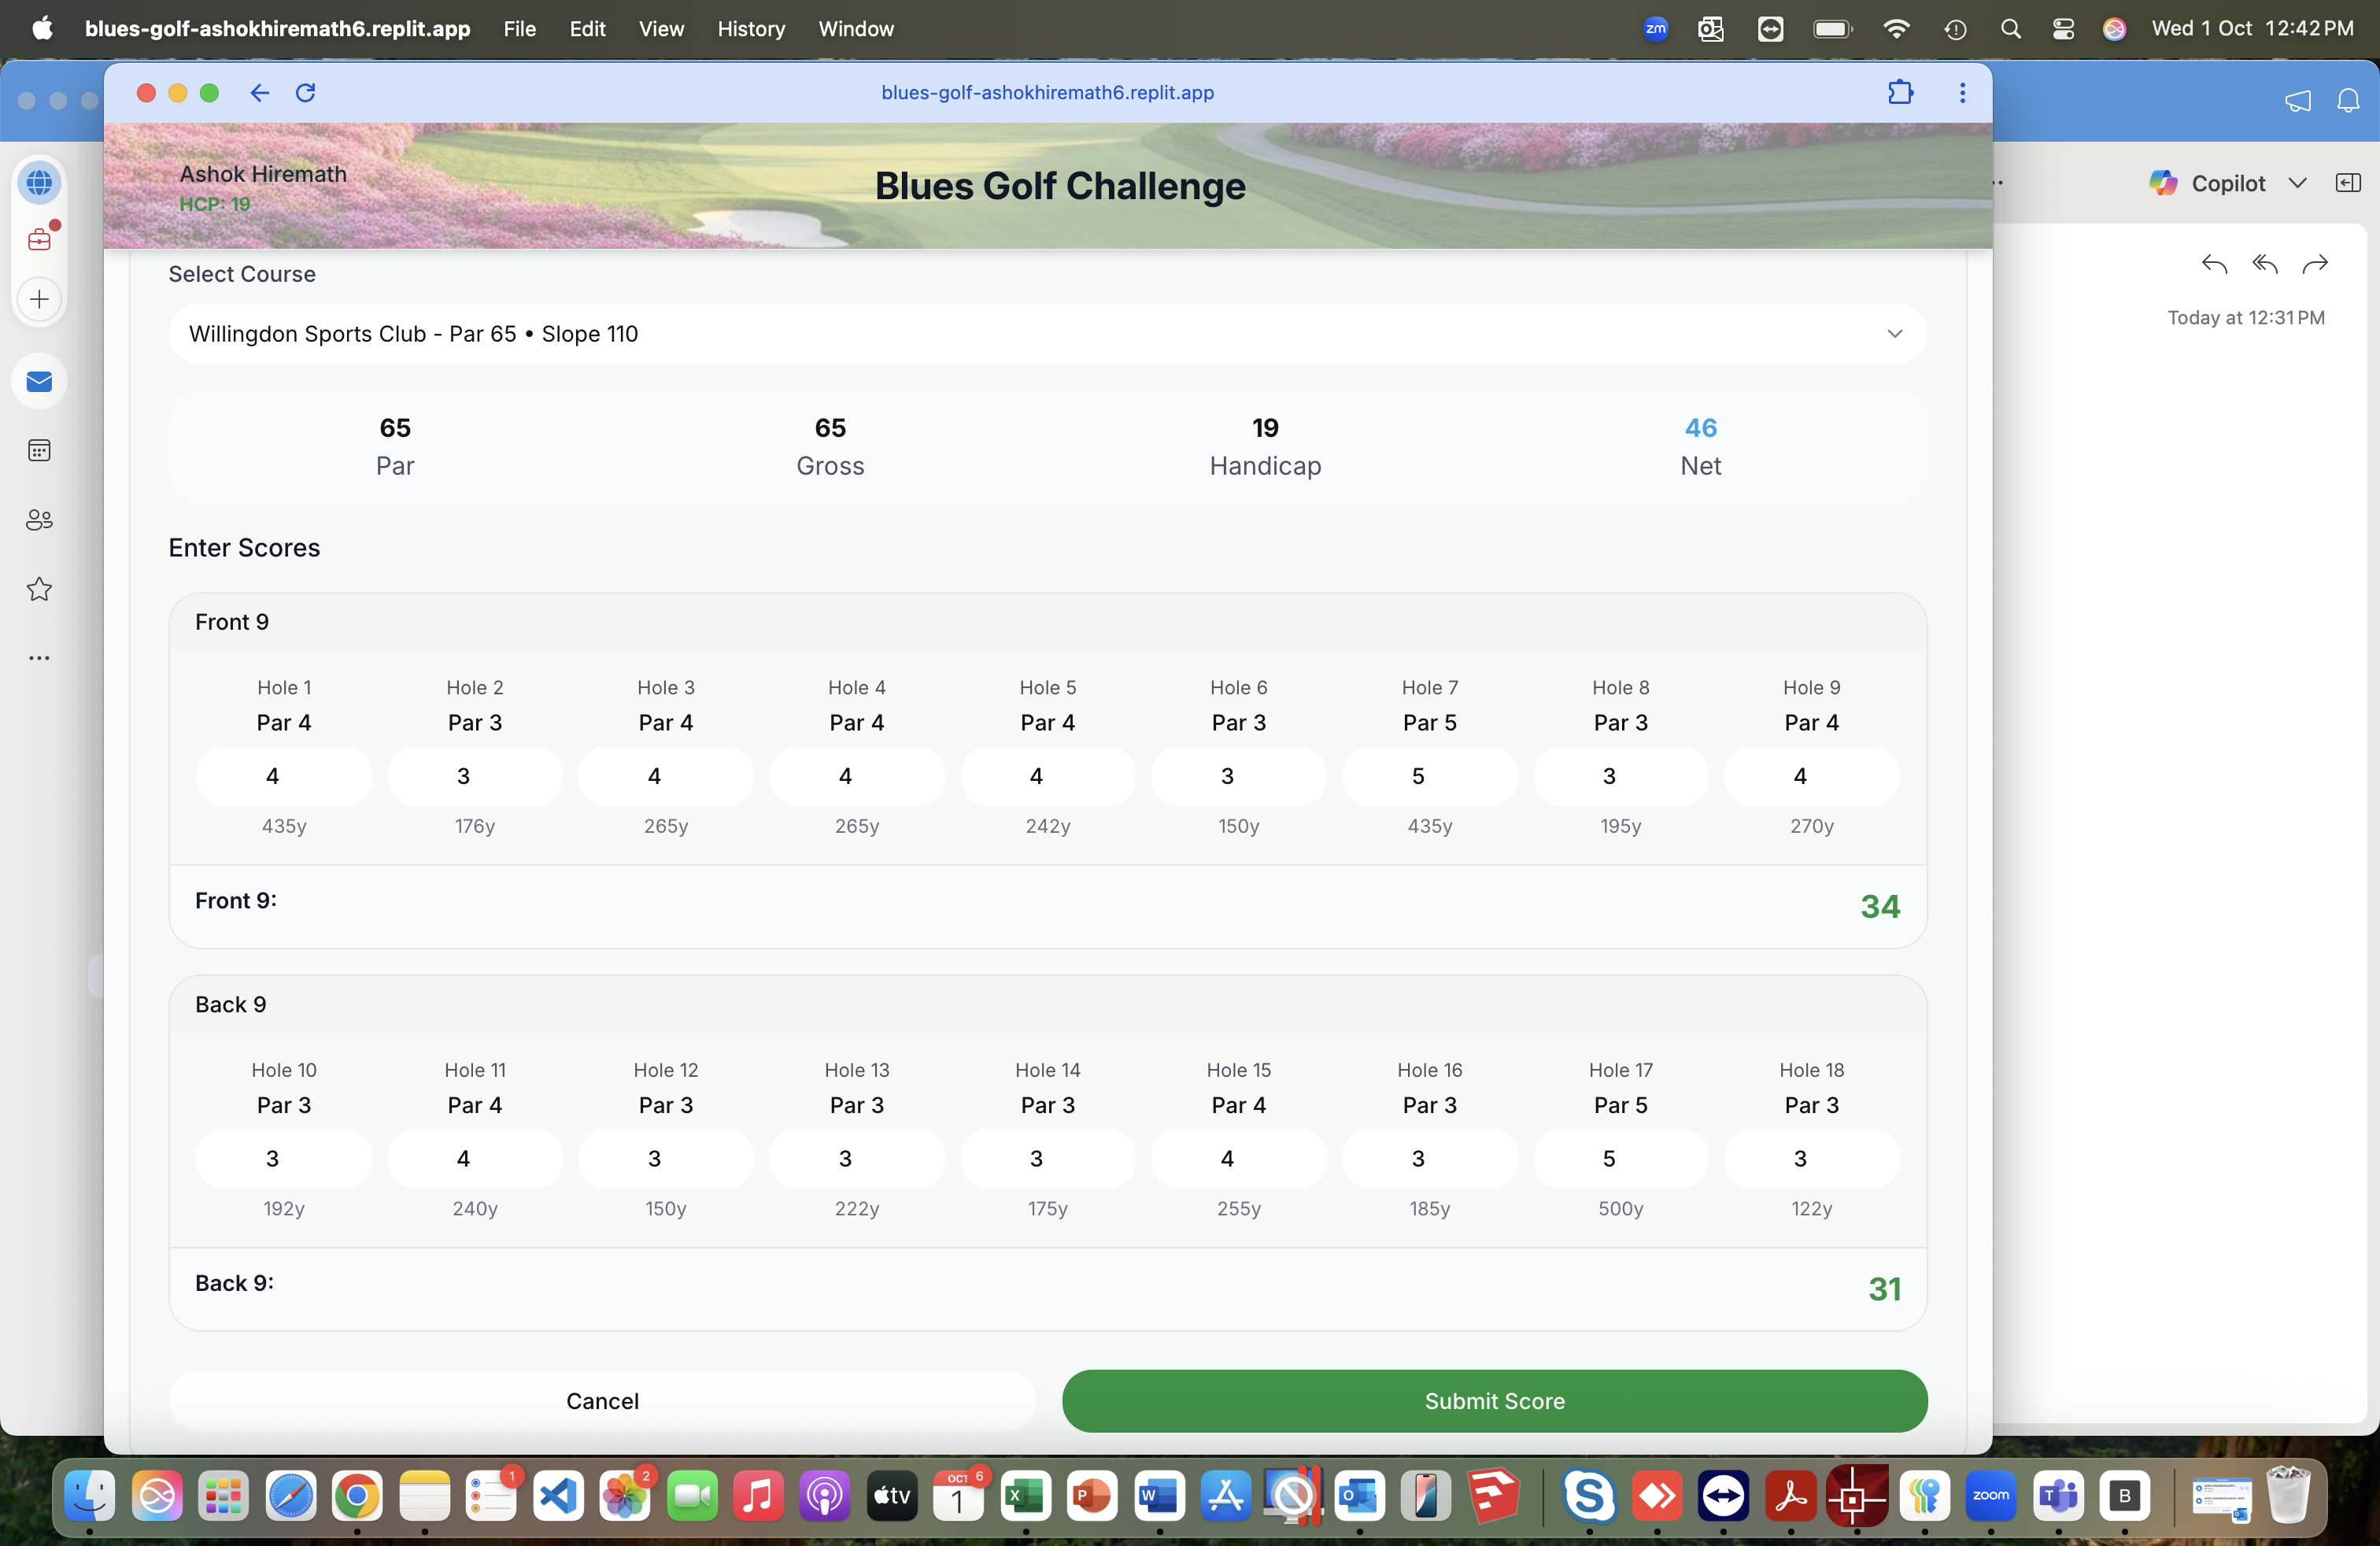 blues-golf-ashokhiremath6.replit.app File Edit View History Window
zm Wed 1 Oct 12:42 PM
blues-golf-ashokhiremath6.replit.app
Ashok Hiremath
HCP: 19
Blues Golf Challenge
Copilot
Today at 12:31 PM
Select Course
Willingdon Sports Club - Par 65 • Slope 110
65 65 19 46
Par Gross Handicap Net
Enter Scores
Front 9
Hole 1 Hole 2 Hole 3 Hole 4 Hole 5 Hole 6 Hole 7 Hole 8 Hole 9
Par 4 Par 3 Par 4 Par 4 Par 4 Par 3 Par 5 Par 3 Par 4
4 3 4 4 4 3 5 3 4
435y 176y 265y 265y 242y 150y 435y 195y 270y
Front 9: 34
Back 9
Hole 10 Hole 11 Hole 12 Hole 13 Hole 14 Hole 15 Hole 16 Hole 17 Hole 18
Par 3 Par 4 Par 3 Par 3 Par 3 Par 4 Par 3 Par 5 Par 3
3 4 3 3 3 4 3 5 3
192y 240y 150y 222y 175y 255y 185y 500y 122y
Back 9: 31
Cancel Submit Score
1 2 tv OCT 6 1 X P W O S zoom T B